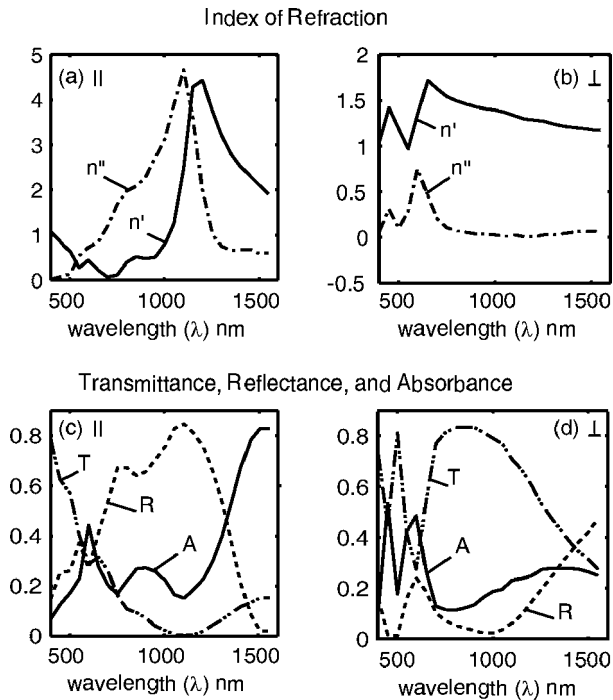 Index of Refraction
(a) ||
n"
n'
5
4
3
2
1
0
500 1000 1500
wavelength (λ) nm
(b) ⊥
n'
n"
2
1.5
1
0.5
0
-0.5
500 1000 1500
wavelength (λ) nm
Transmittance, Reflectance, and Absorbance
(c) ||
T
R
A
0.8
0.6
0.4
0.2
0
500 1000 1500
wavelength (λ) nm
(d) ⊥
T
A
R
0.8
0.6
0.4
0.2
0
500 1000 1500
wavelength (λ) nm